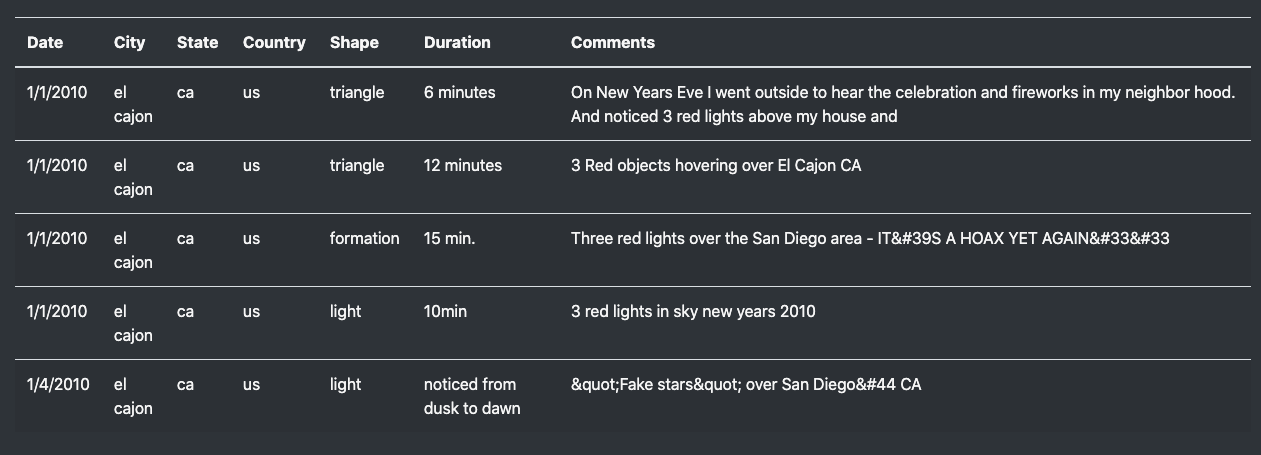 Date City State Country Shape Duration Comments
1/1/2010 el ca us triangle 6 minutes On New Years Eve I went outside to hear the celebration and fireworks in my neighbor hood.
cajon And noticed 3 red lights above my house and
1/1/2010 el ca us triangle 12 minutes 3 Red objects hovering over El Cajon CA
cajon
1/1/2010 el ca us formation 15 min. Three red lights over the San Diego area - IT&#39S A HOAX YET AGAIN&#33&#33
cajon
1/1/2010 el ca us light 10min 3 red lights in sky new years 2010
cajon
1/4/2010 el ca us light noticed from &quot;Fake stars&quot; over San Diego&#44 CA
cajon dusk to dawn